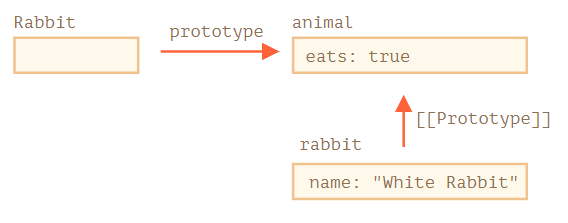 Rabbit
prototype
animal
eats: true
[[Prototype]]
rabbit
name: "White Rabbit"